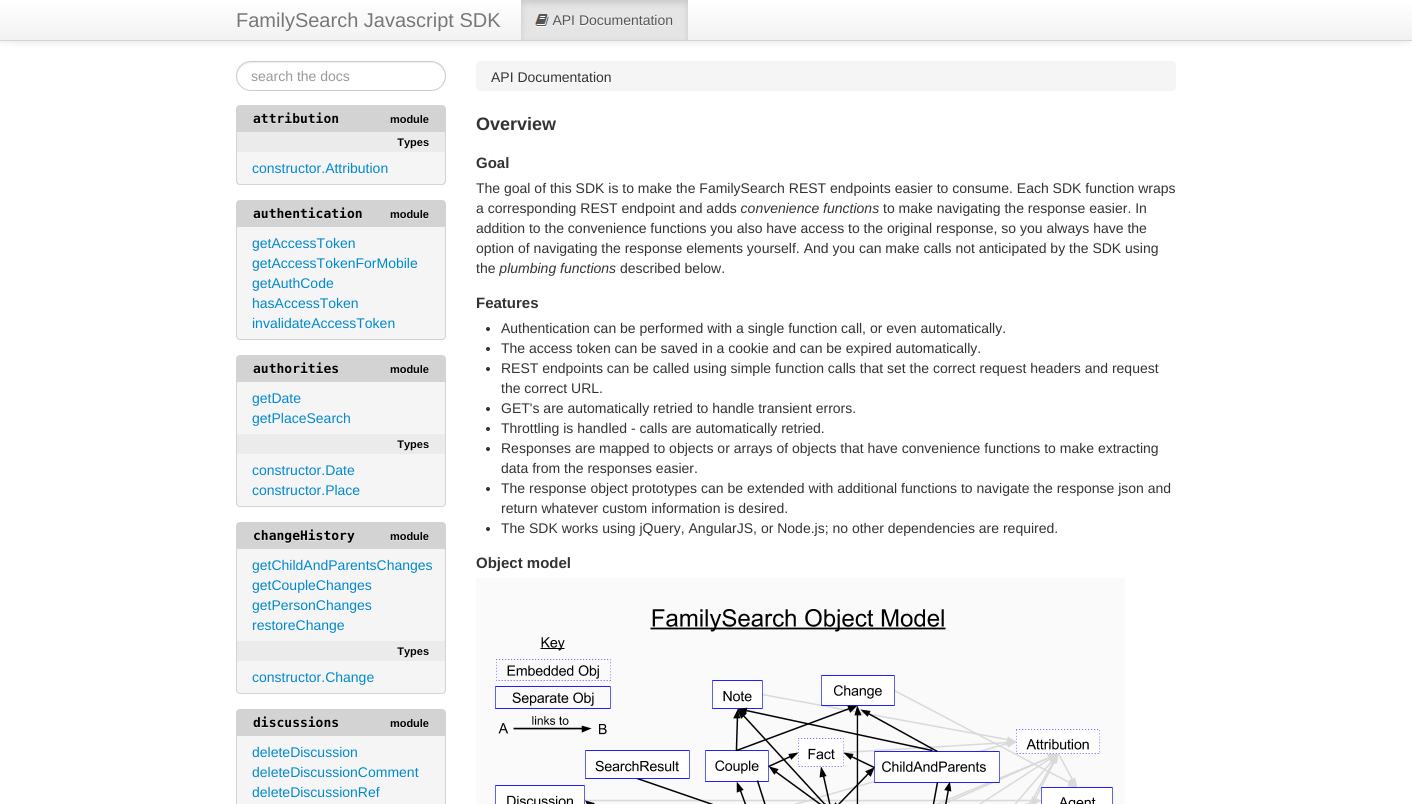 FamilySearch Javascript SDK
API Documentation
search the docs
attribution module
Types
constructor.Attribution
authentication module
getAccessToken
getAccessTokenForMobile
getAuthCode
hasAccessToken
invalidateAccessToken
authorities module
getDate
getPlaceSearch
Types
constructor.Date
constructor.Place
changeHistory module
getChildAndParentsChanges
getCoupleChanges
getPersonChanges
restoreChange
Types
constructor.Change
discussions module
deleteDiscussion
deleteDiscussionComment
deleteDiscussionRef
API Documentation
Overview
Goal
The goal of this SDK is to make the FamilySearch REST endpoints easier to consume. Each SDK function wraps
a corresponding REST endpoint and adds convenience functions to make navigating the response easier. In
addition to the convenience functions you also have access to the original response, so you always have the
option of navigating the response elements yourself. And you can make calls not anticipated by the SDK using
the plumbing functions described below.
Features
• Authentication can be performed with a single function call, or even automatically.
• The access token can be saved in a cookie and can be expired automatically.
• REST endpoints can be called using simple function calls that set the correct request headers and request
the correct URL.
• GET's are automatically retried to handle transient errors.
• Throttling is handled - calls are automatically retried.
• Responses are mapped to objects or arrays of objects that have convenience functions to make extracting
data from the responses easier.
• The response object prototypes can be extended with additional functions to navigate the response json and
return whatever custom information is desired.
• The SDK works using jQuery, AngularJS, or Node.js; no other dependencies are required.
Object model
FamilySearch Object Model
Key
Embedded Obj
Separate Obj
A links to B
Note
Change
Attribution
Fact
SearchResult
Couple
ChildAndParents
Discussion
Agent